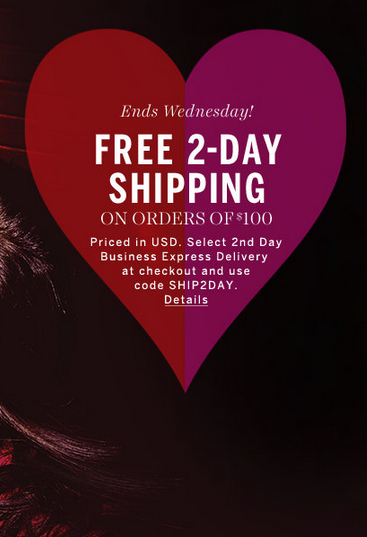 Ends Wednesday!
FREE 2-DAY
SHIPPING
ON ORDERS OF $100
Priced in USD. Select 2nd Day
Business Express Delivery
at checkout and use
code SHIP2DAY.
Details